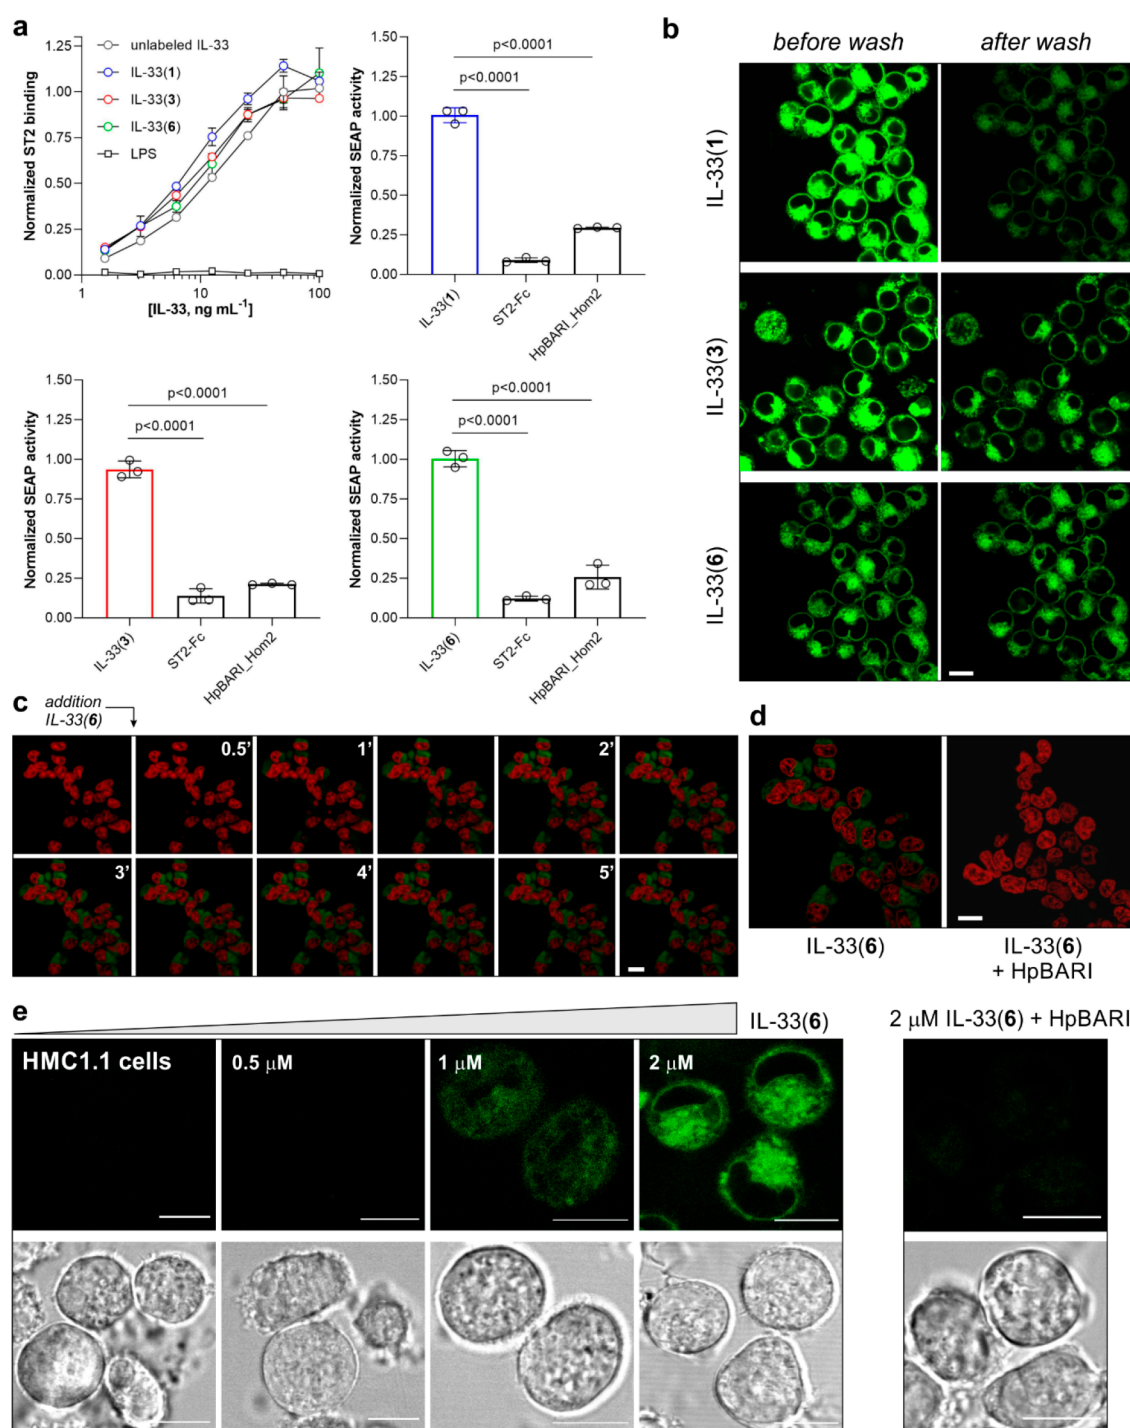 a
1.25
1.00
0.75
0.50
0.25
0.00
Normalized ST2 binding
unlabeled IL-33
IL-33(1)
IL-33(3)
IL-33(6)
LPS
1
10
100
[IL-33, ng mL⁻¹]
1.50
1.25
1.00
0.75
0.50
0.25
0.00
Normalized SEAP activity
p<0.0001
p<0.0001
IL-33(1)
ST2-Fc
HpBARI_Hom2
1.50
1.25
1.00
0.75
0.50
0.25
0.00
Normalized SEAP activity
p<0.0001
p<0.0001
IL-33(3)
ST2-Fc
HpBARI_Hom2
1.50
1.25
1.00
0.75
0.50
0.25
0.00
Normalized SEAP activity
p<0.0001
p<0.0001
IL-33(6)
ST2-Fc
HpBARI_Hom2
b
before wash
after wash
IL-33(1)
IL-33(3)
IL-33(6)
c
addition
IL-33(6)
0.5'
1'
2'
3'
4'
5'
d
IL-33(6)
IL-33(6)
+ HpBARI
e
IL-33(6)
2 μM IL-33(6) + HpBARI
HMC1.1 cells
0.5 μM
1 μM
2 μM